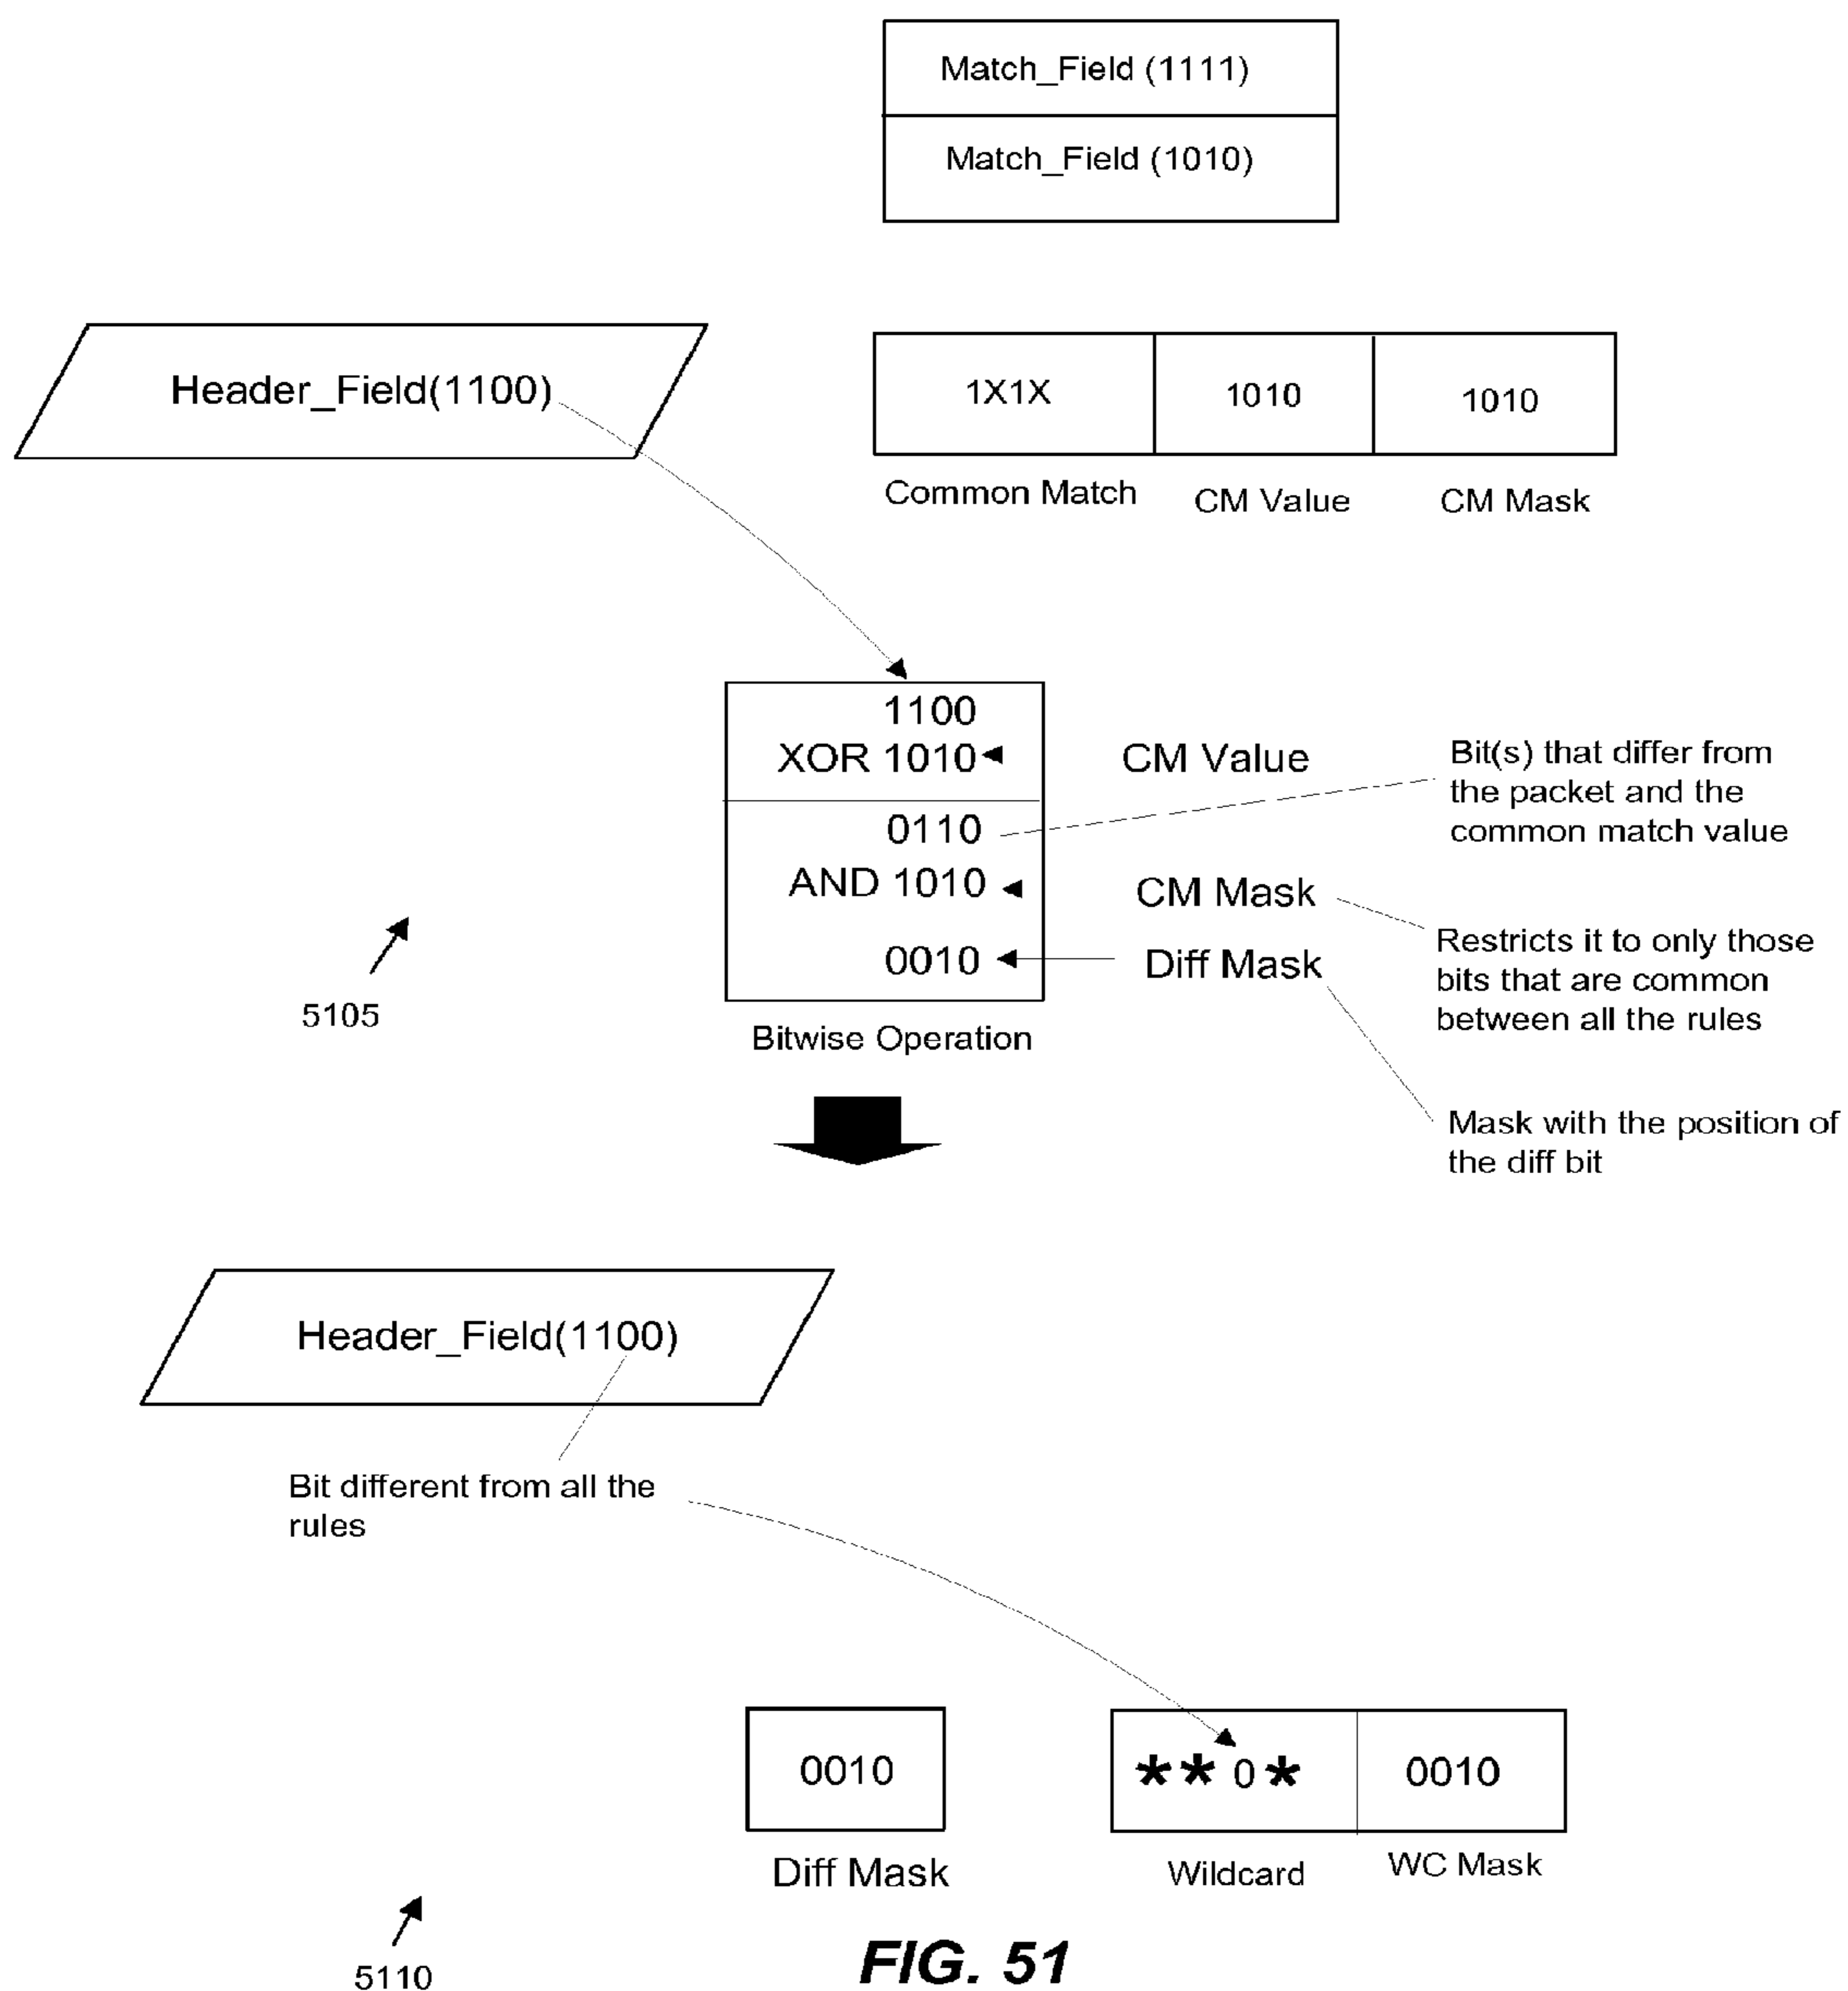 Match_Field (1111)
Match_Field (1010)
Header_Field(1100)
1X1X
1010
1010
Common Match
CM Value
CM Mask
1100
XOR 1010
CM Value
0110
AND 1010
CM Mask
0010
Diff Mask
Bitwise Operation
Bit(s) that differ from
the packet and the
common match value
Restricts it to only those
bits that are common
between all the rules
Mask with the position of
the diff bit
5105
Header_Field(1100)
Bit different from all the
rules
0010
Diff Mask
**0*
0010
Wildcard
WC Mask
5110
FIG. 51